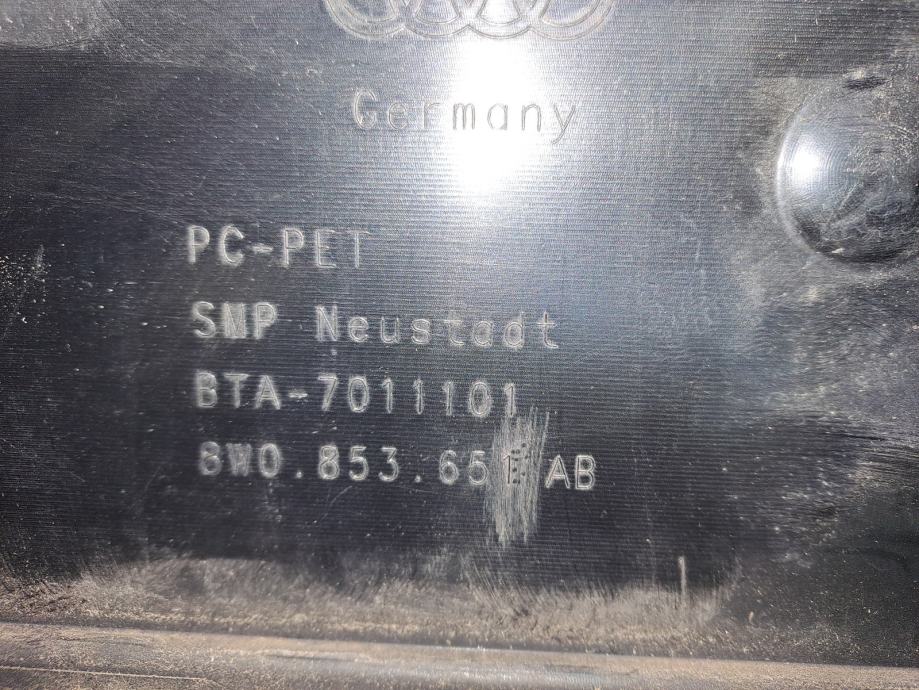 Germany
PC-PET
SMP Neustadt
BTA-7011101
8W0.853.651 AB